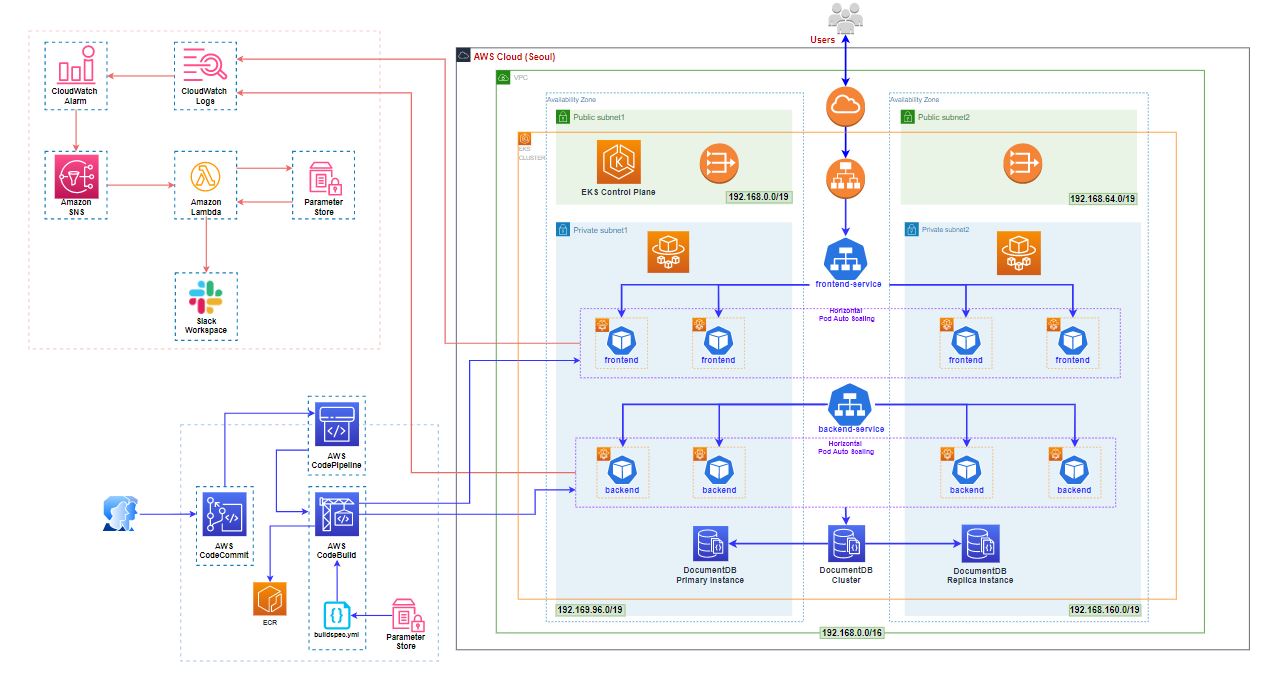 Users
AWS Cloud (Seoul)
VPC
CloudWatch
Alarm
CloudWatch
Logs
Amazon
SNS
Amazon
Lambda
Parameter
Store
Slack
Workspace
Availability Zone
Availability Zone
Public subnet1
Public subnet2
EKS
CLUSTER
EKS Control Plane
192.168.0.0/19
192.168.64.0/19
Private subnet1
Private subnet2
frontend-service
Horizontal
Pod Auto Scaling
frontend
frontend
frontend
frontend
backend-service
Horizontal
Pod Auto Scaling
backend
backend
backend
backend
DocumentDB
Primary Instance
DocumentDB
Cluster
DocumentDB
Replica Instance
192.169.96.0/19
192.168.160.0/19
192.168.0.0/16
AWS
CodePipeline
AWS
CodeCommit
AWS
CodeBuild
ECR
buildspec.yml
Parameter
Store